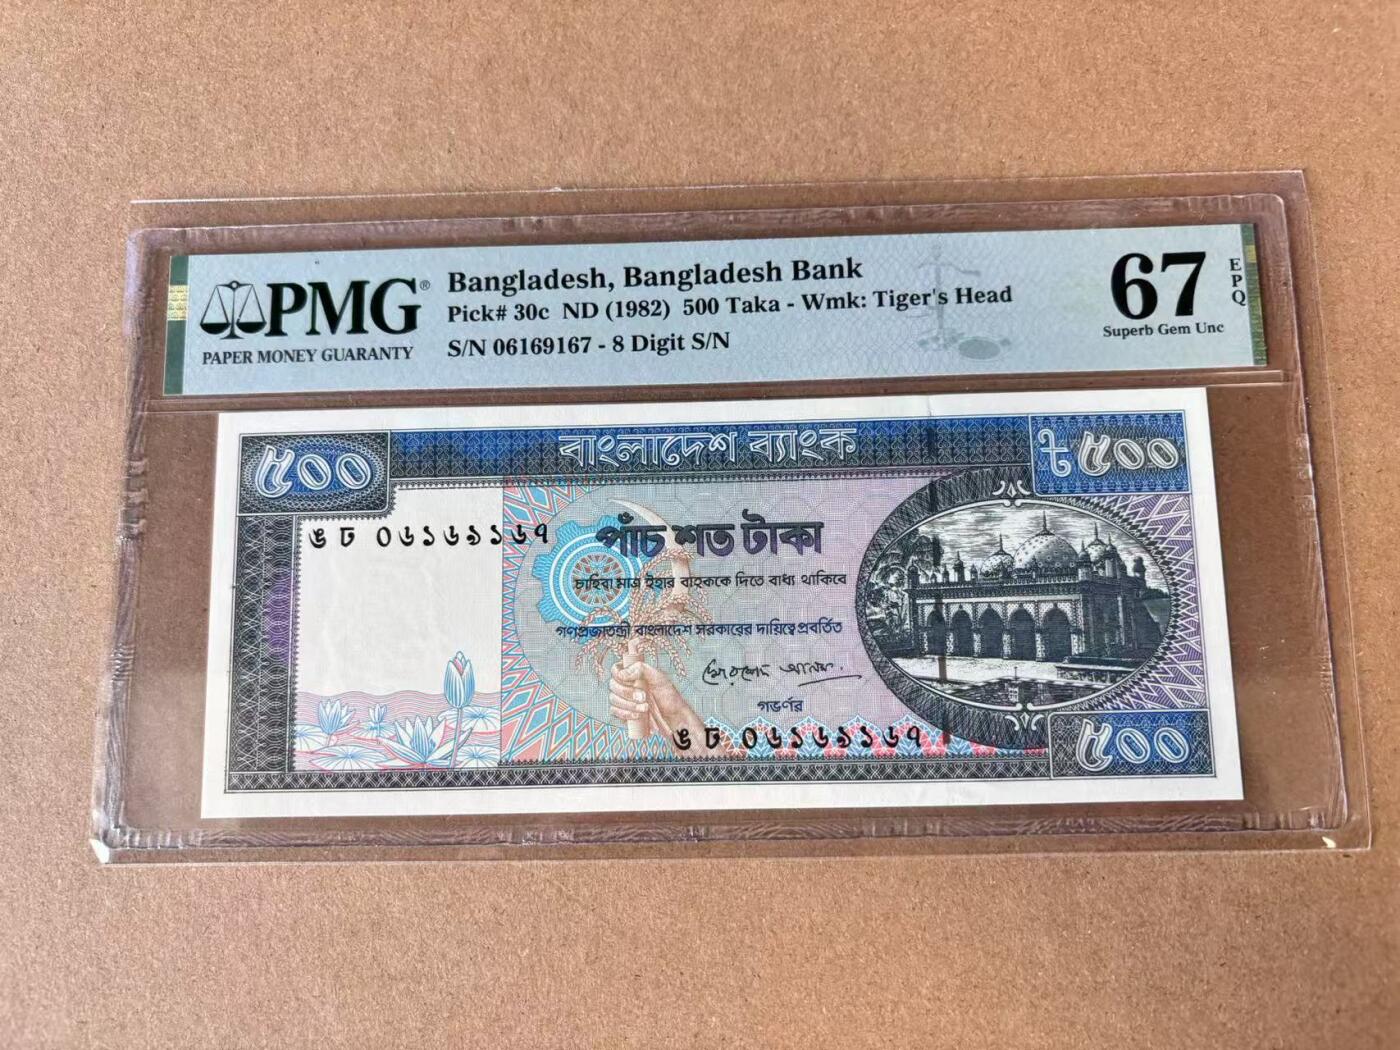 PMG®
PAPER MONEY GUARANTY
Bangladesh, Bangladesh Bank
Pick# 30c ND (1982) 500 Taka - Wmk: Tiger's Head
S/N 06169167 - 8 Digit S/N
67
EPQ
Superb Gem Unc
৫০০
বাংলাদেশ ব্যাংক
৳ ৫০০
ঙ ঢ ০৬১৬৯১৬৭
পাঁচ শত টাকা
চাহিবা মাত্র ইহার বাহককে দিতে বাধ্য থাকিবে
গণপ্রজাতন্ত্রী বাংলাদেশ সরকারের দায়িত্বে প্রবর্তিত
গভর্ণর
ঙ ঢ ০৬১৬৯১৬৭
৫০০